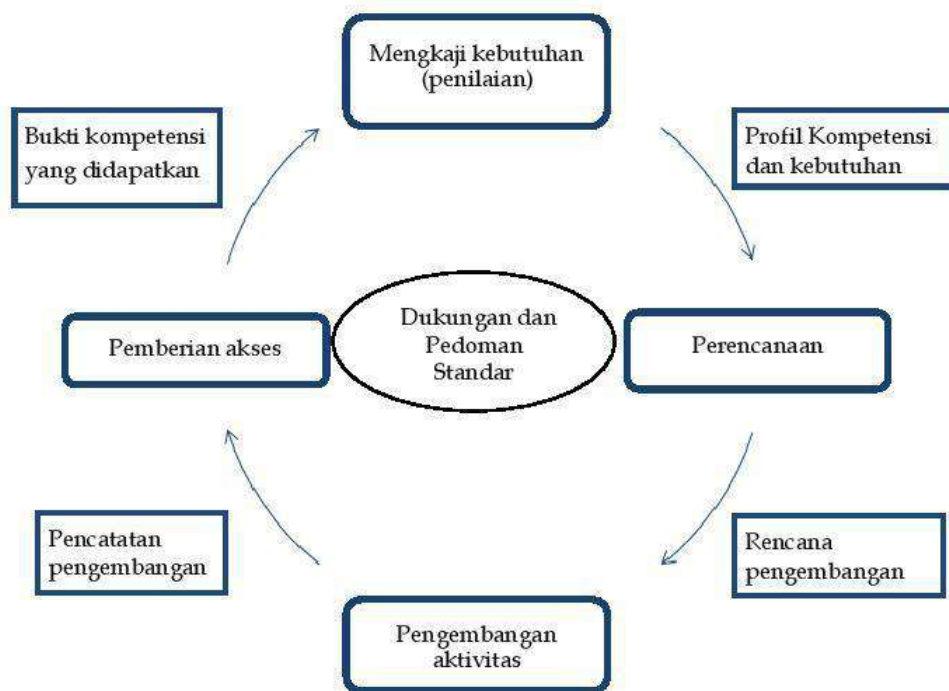 Mengkaji kebutuhan
(penilaian)
Bukti kompetensi
yang didapatkan
Profil Kompetensi
dan kebutuhan
Pemberian akses
Dukungan dan
Pedoman
Standar
Perencanaan
Pencatatan
pengembangan
Rencana
pengembangan
Pengembangan
aktivitas